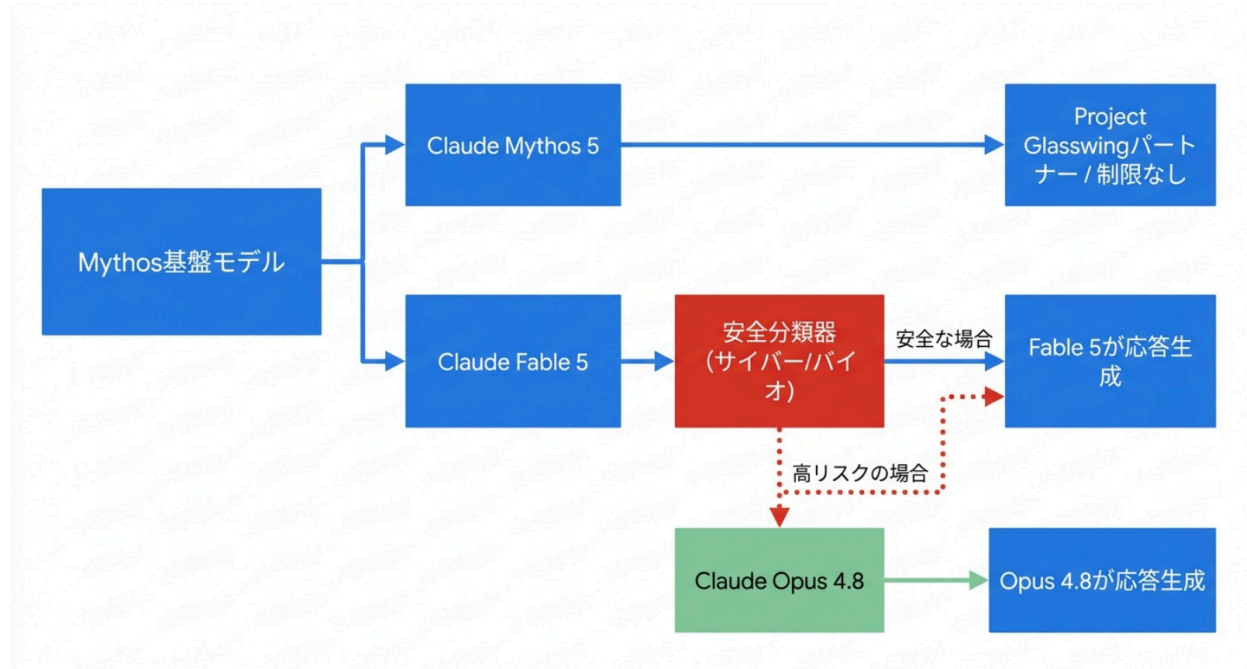 Mythos基盤モデル
Claude Mythos 5
Project
Glasswingパート
ナー / 制限なし
Claude Fable 5
安全分類器
(サイバー/バイ
オ)
安全な場合
Fable 5が応答生
成
高リスクの場合
Claude Opus 4.8
Opus 4.8が応答生成